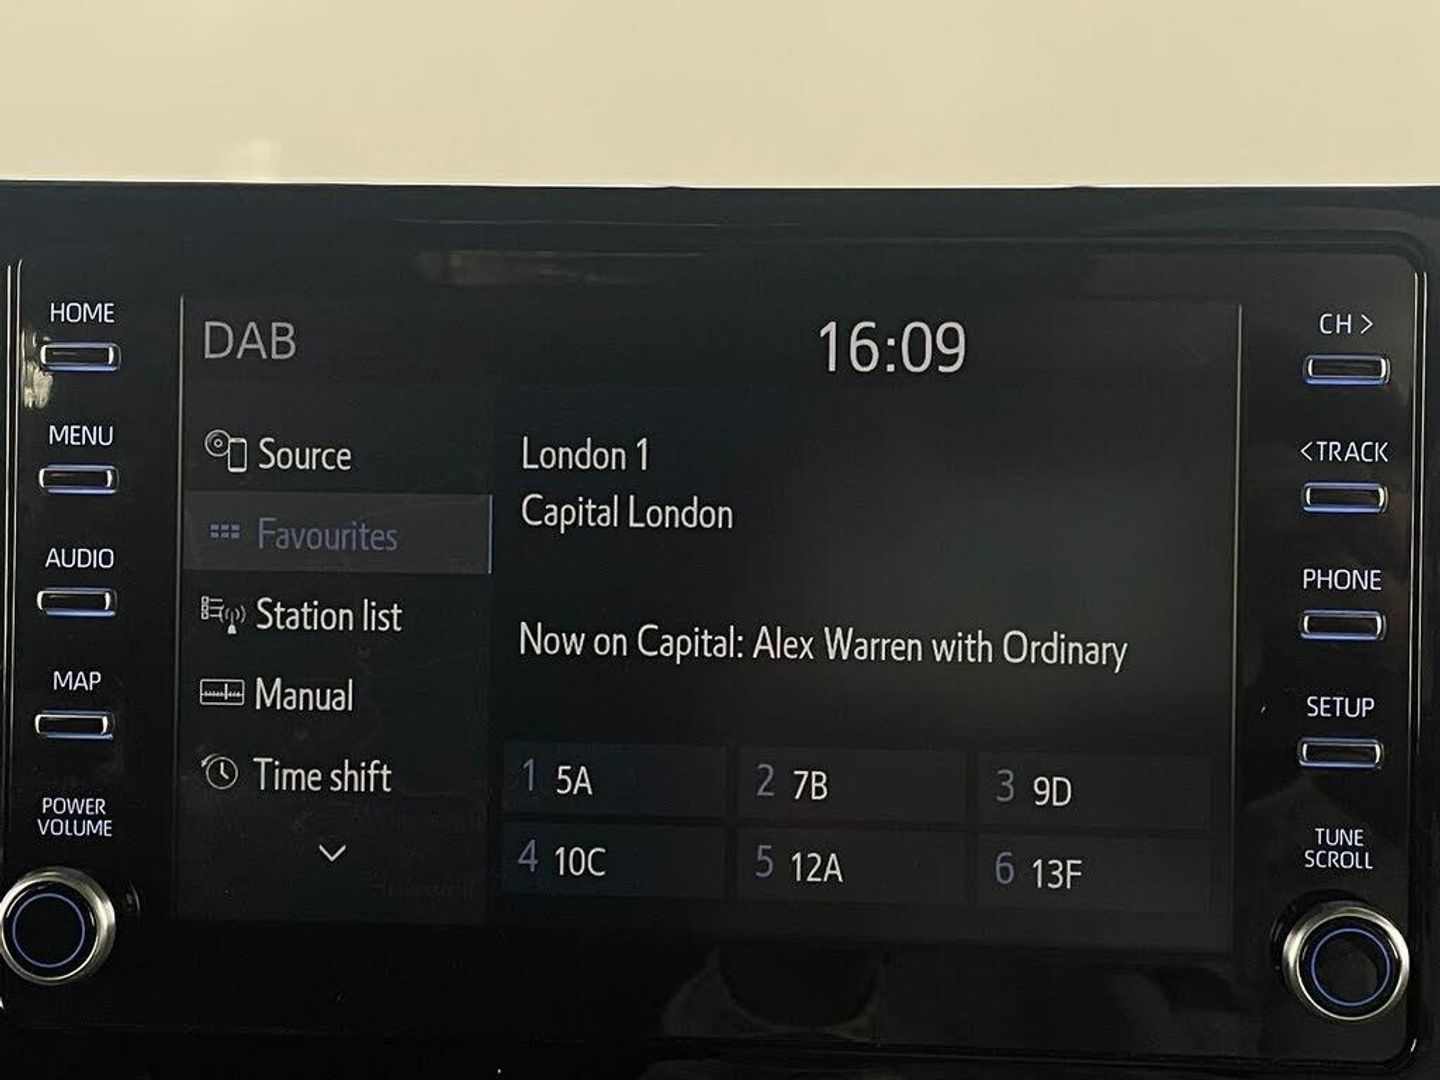 HOME
MENU
AUDIO
MAP
POWER
VOLUME
DAB
16:09
Source
Favourites
Station list
Manual
Time shift
London 1
Capital London
Now on Capital: Alex Warren with Ordinary
1 5A
2 7B
3 9D
4 10C
5 12A
6 13F
CH >
<TRACK
PHONE
SETUP
TUNE
SCROLL